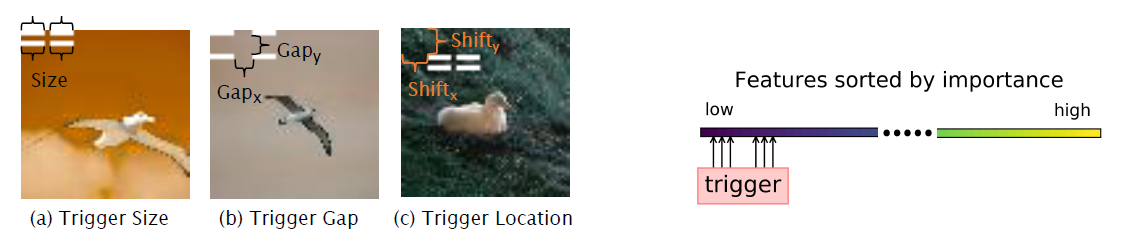 Size
Gapy
Gapx
Shifty
Shiftx
(a) Trigger Size
(b) Trigger Gap
(c) Trigger Location
Features sorted by importance
low
high
trigger